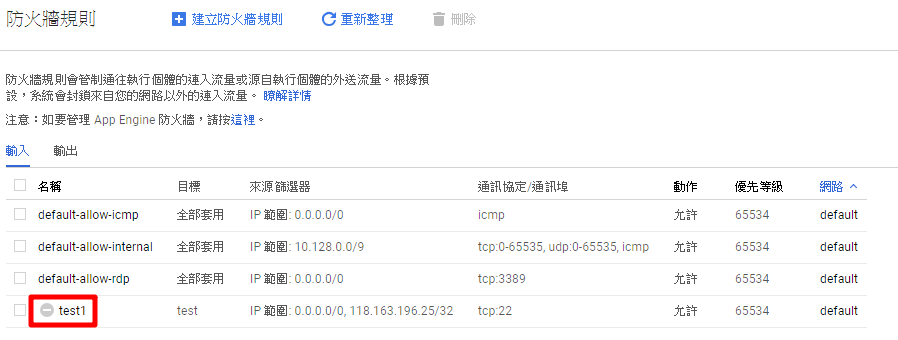 防火牆規則 建立防火牆規則 重新整理 刪除
防火牆規則會管制通往執行個體的連入流量或源自執行個體的外送流量。根據預
設，系統會封鎖來自您的網路以外的連入流量。 瞭解詳情
注意：如要管理 App Engine 防火牆，請按這裡。
輸入 輸出
名稱 目標 來源篩選器 通訊協定/通訊埠 動作 優先等級 網路
default-allow-icmp 全部套用 IP 範圍: 0.0.0.0/0 icmp 允許 65534 default
default-allow-internal 全部套用 IP 範圍: 10.128.0.0/9 tcp:0-65535, udp:0-65535, icmp 允許 65534 default
default-allow-rdp 全部套用 IP 範圍: 0.0.0.0/0 tcp:3389 允許 65534 default
test1 test IP 範圍: 0.0.0.0/0, 118.163.196.25/32 tcp:22 允許 65534 default